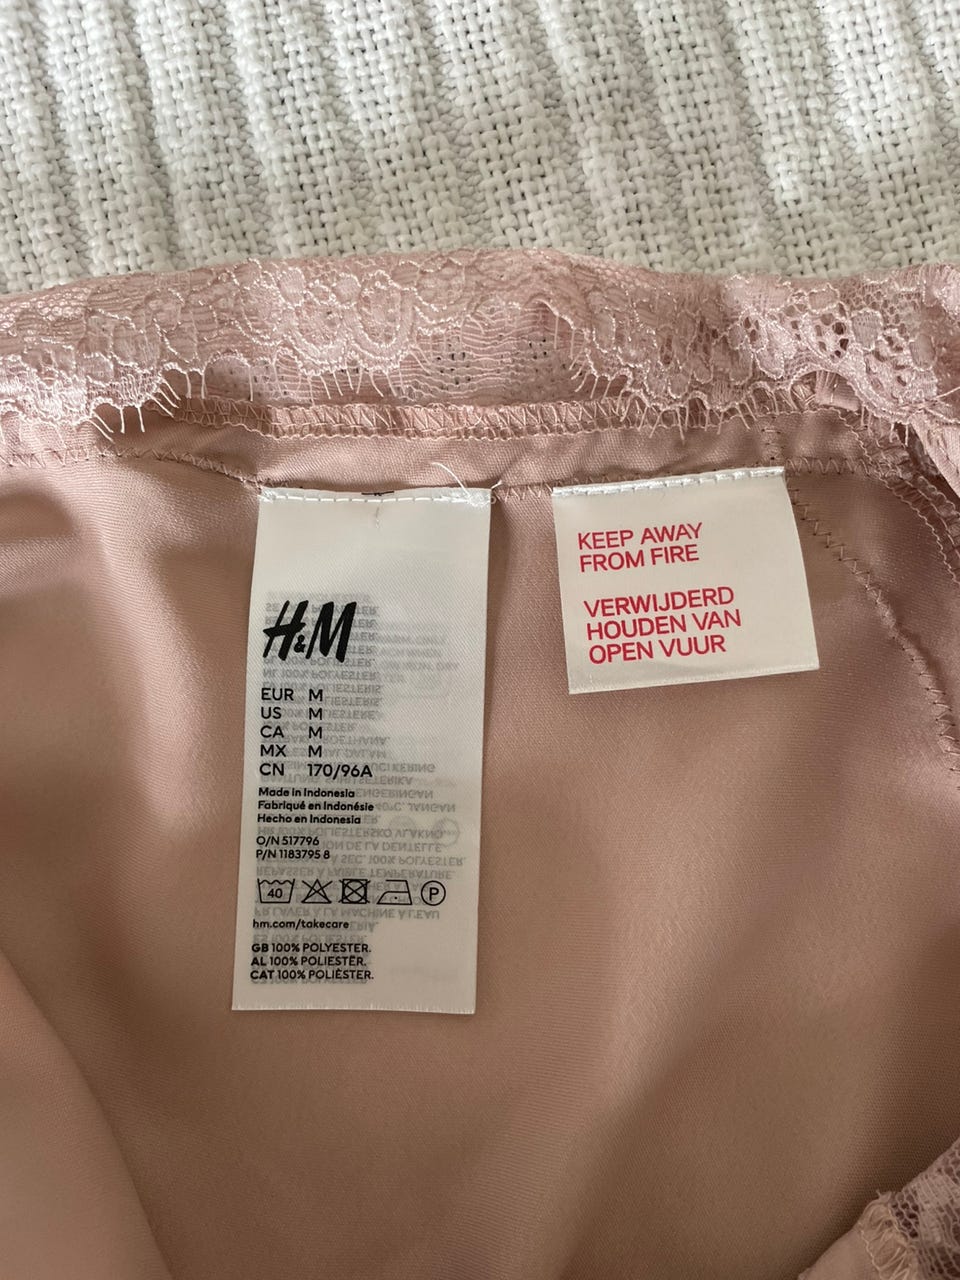 H&M
EUR M
US M
CA M
MX M
CN 170/96A
Made in Indonesia
Fabriqué en Indonésie
Hecho en Indonesia
O/N 517796
P/N 1183795 8
40
P
hm.com/takecare
GB 100% POLYESTER.
AL 100% POLIESTËR.
CAT 100% POLIÈSTER.
KEEP AWAY
FROM FIRE
VERWIJDERD
HOUDEN VAN
OPEN VUUR